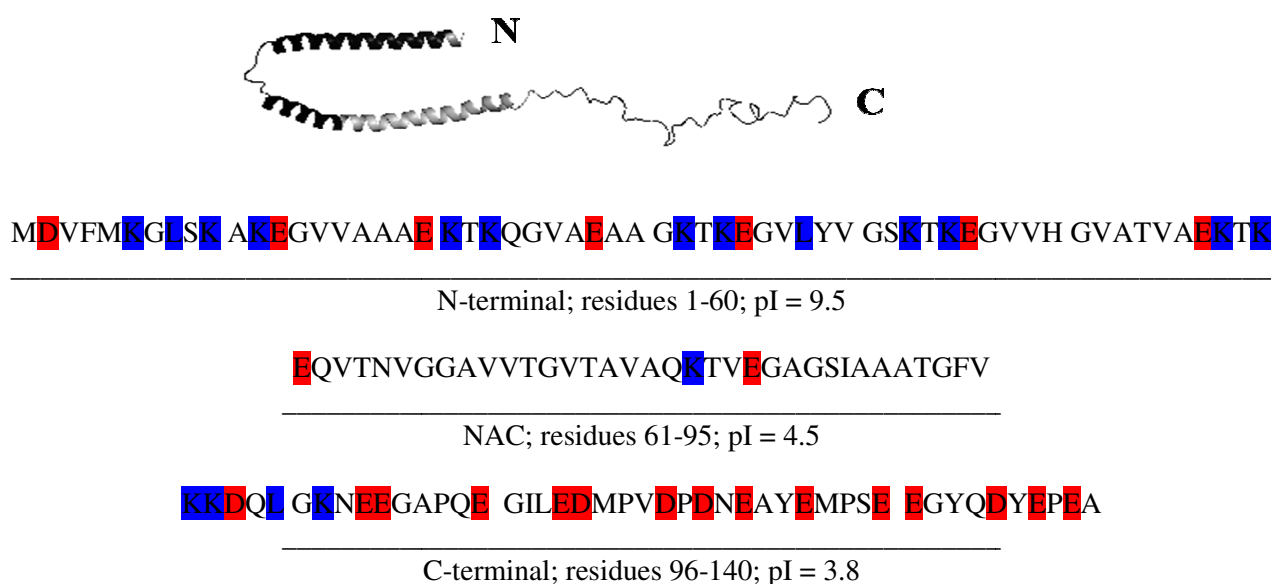 N
C
MDVFMKGLSK AKEGVVAAAE KTKQGVAEAA GKTKEGVLYV GSKTKEGVVH GVATVAEKTK
N-terminal; residues 1-60; pI = 9.5
EQVTNVGGAVVTGVTAVAQKTVEGAGSIAAATGFV
NAC; residues 61-95; pI = 4.5
KKDQL GKNEEGAPQE GILEDMPVDPDNEAYEMPSE EGYQDYEPEA
C-terminal; residues 96-140; pI = 3.8